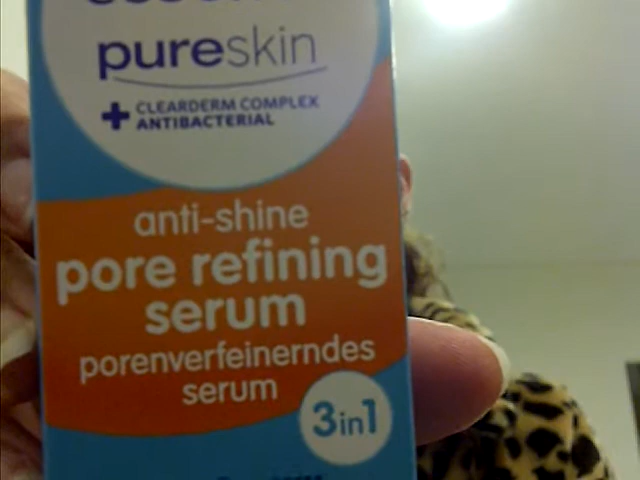 pureskin
+ CLEARDERM COMPLEX
ANTIBACTERIAL
anti-shine
pore refining
serum
porenverfeinerndes
serum
3in1